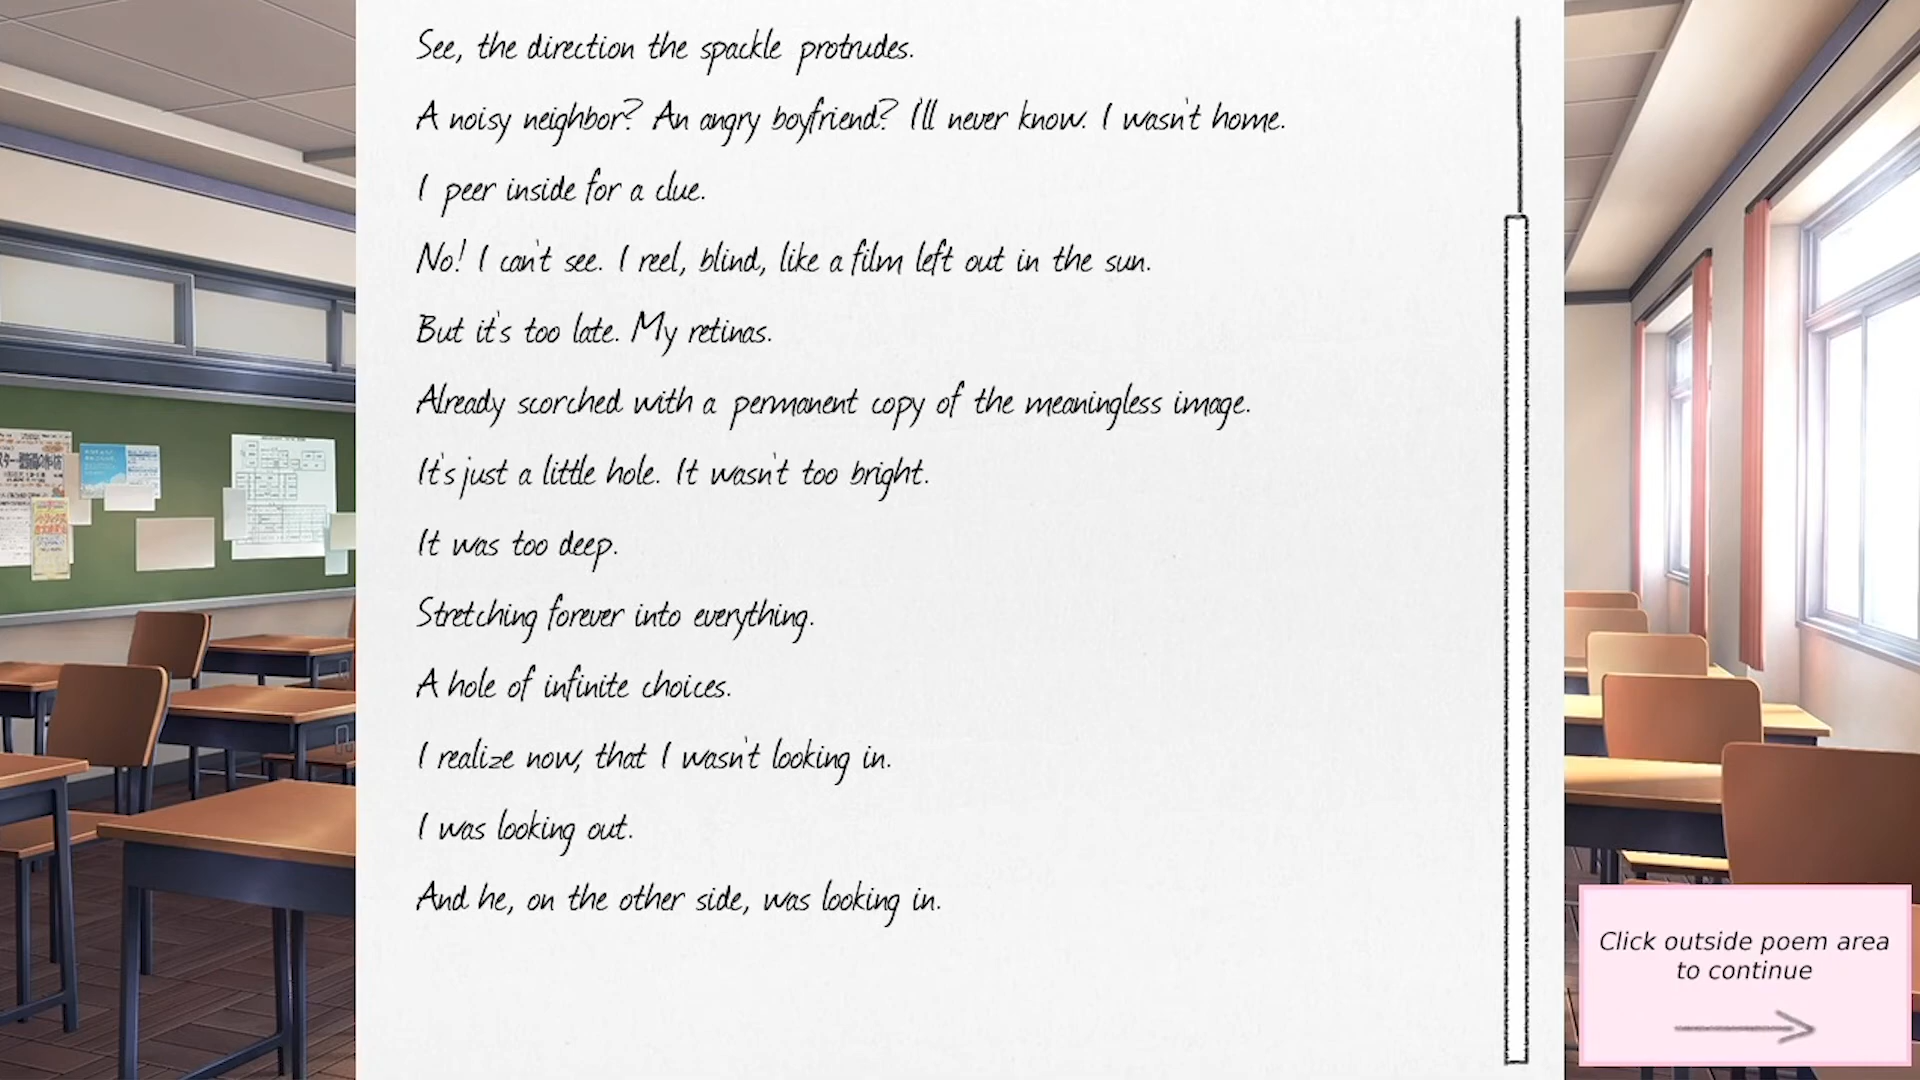 See, the direction the spackle protrudes.
A noisy neighbor? An angry boyfriend? I'll never know. I wasn't home.
I peer inside for a clue.
No! I can't see. I reel, blind, like a film left out in the sun.
But it's too late. My retinas.
Already scorched with a permanent copy of the meaningless image.
It's just a little hole. It wasn't too bright.
It was too deep.
Stretching forever into everything.
A hole of infinite choices.
I realize now, that I wasn't looking in.
I was looking out.
And he, on the other side, was looking in.
Click outside poem area
to continue